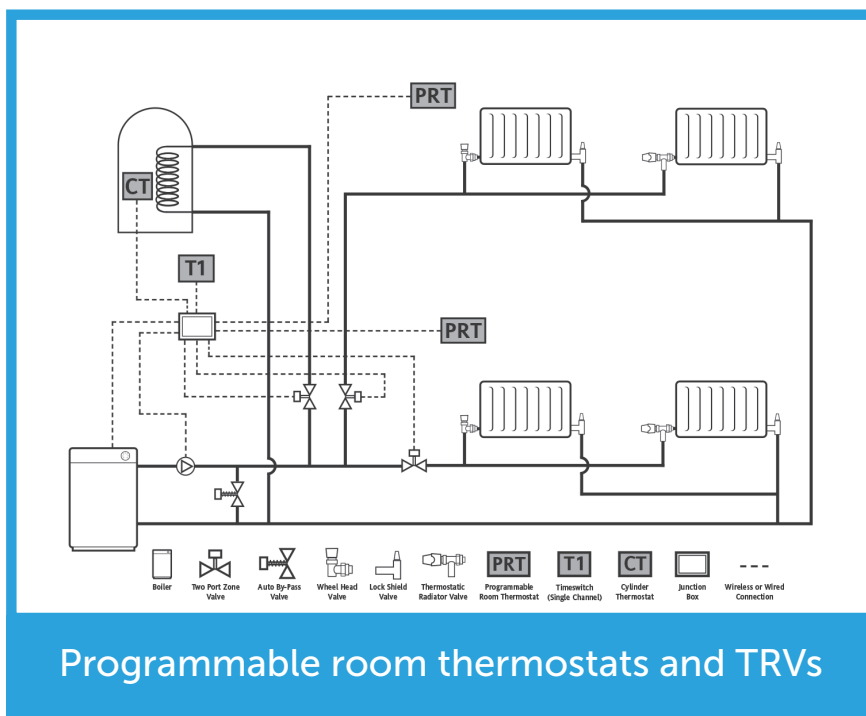 PRT
CT
T1
PRT
PRT
T1
CT
Boiler
Two Port Zone
Valve
Auto By-Pass
Valve
Wheel Head
Valve
Lock Shield
Valve
Thermostatic
Radiator Valve
Programmable
Room Thermostat
Timeswitch
(Single Channel)
Cylinder
Thermostat
Junction
Box
Wireless or Wired
Connection
Programmable room thermostats and TRVs